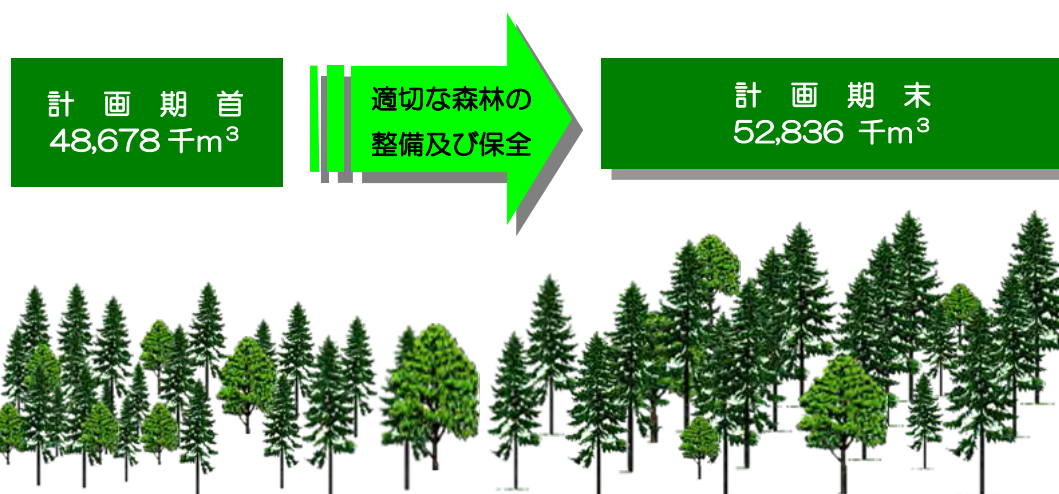 計画期首
48,678 千m³
適切な森林の
整備及び保全
計画期末
52,836 千m³